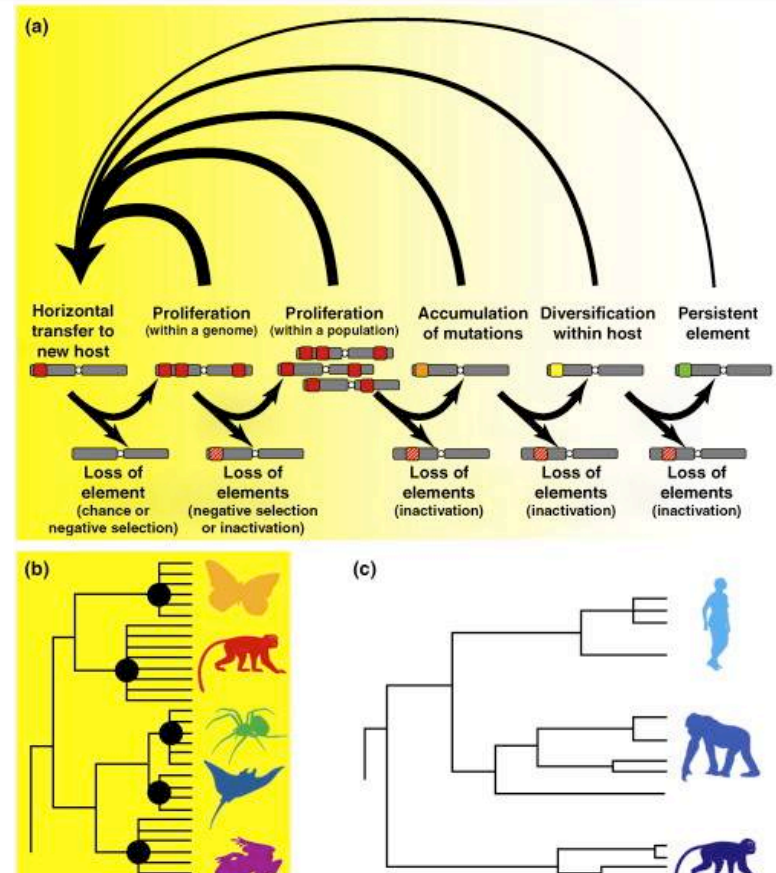 (a)
Horizontal
transfer to
new host
Proliferation
(within a genome)
Proliferation
(within a population)
Accumulation
of mutations
Diversification
within host
Persistent
element
Loss of
element
(chance or
negative selection)
Loss of
elements
(negative selection
or inactivation)
Loss of
elements
(inactivation)
Loss of
elements
(inactivation)
Loss of
elements
(inactivation)
(b)
(c)